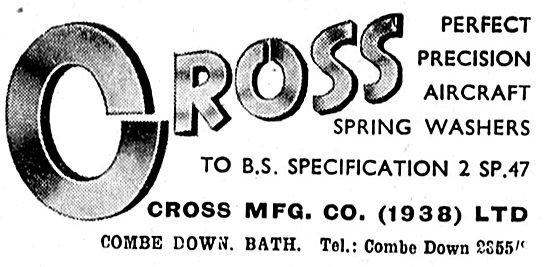 CROSS
PERFECT
PRECISION
AIRCRAFT
SPRING WASHERS
TO B.S. SPECIFICATION 2 SP.47
CROSS MFG. CO. (1938) LTD
COMBE DOWN. BATH. Tel.: Combe Down